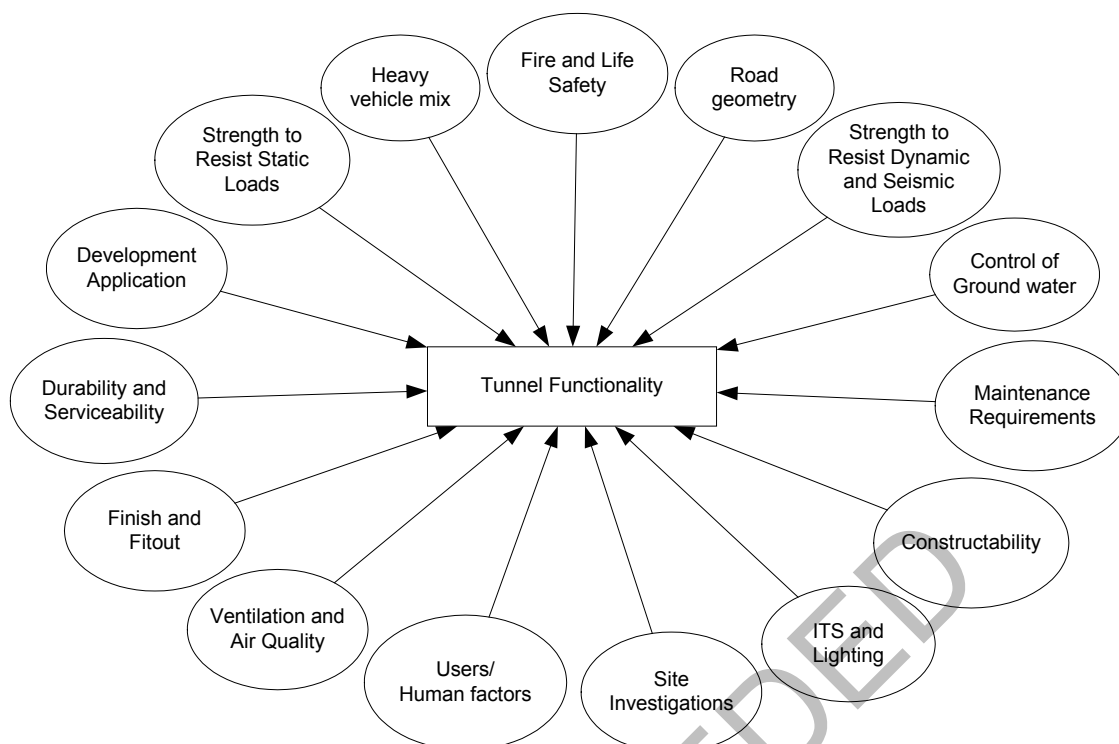 Fire and Life
Safety
Heavy
vehicle mix
Road
geometry
Strength to
Resist Static
Loads
Strength to
Resist Dynamic
and Seismic
Loads
Development
Application
Control of
Ground water
Tunnel Functionality
Durability and
Serviceability
Maintenance
Requirements
Finish and
Fitout
Constructability
Ventilation and
Air Quality
ITS and
Lighting
Users/
Human factors
Site
Investigations
DED